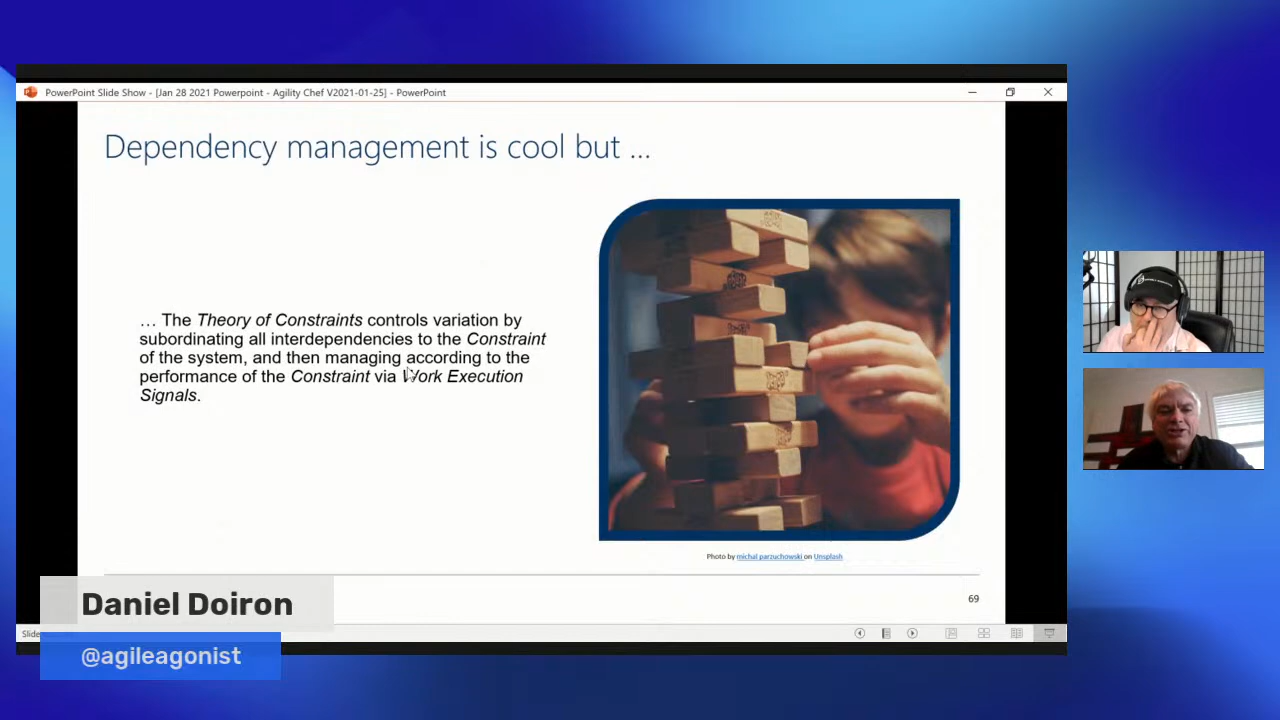 PowerPoint Slide Show - [Jan 28 2021 Powerpoint - Agility Chef V2021-01-25] - PowerPoint
Dependency management is cool but ...
... The Theory of Constraints controls variation by
subordinating all interdependencies to the Constraint
of the system, and then managing according to the
performance of the Constraint via Work Execution
Signals.
Photo by michal parzuchowski on Unsplash
69
Daniel Doiron
@agileagonist